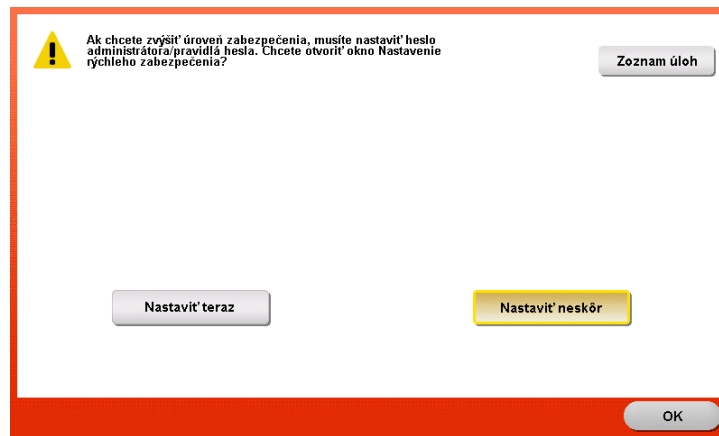 Ak chcete zvýšiť úroveň zabezpečenia, musíte nastaviť heslo
administrátora/pravidlá hesla. Chcete otvoriť okno Nastavenie
rýchleho zabezpečenia?
Zoznam úloh
Nastaviť teraz
Nastaviť neskôr
OK